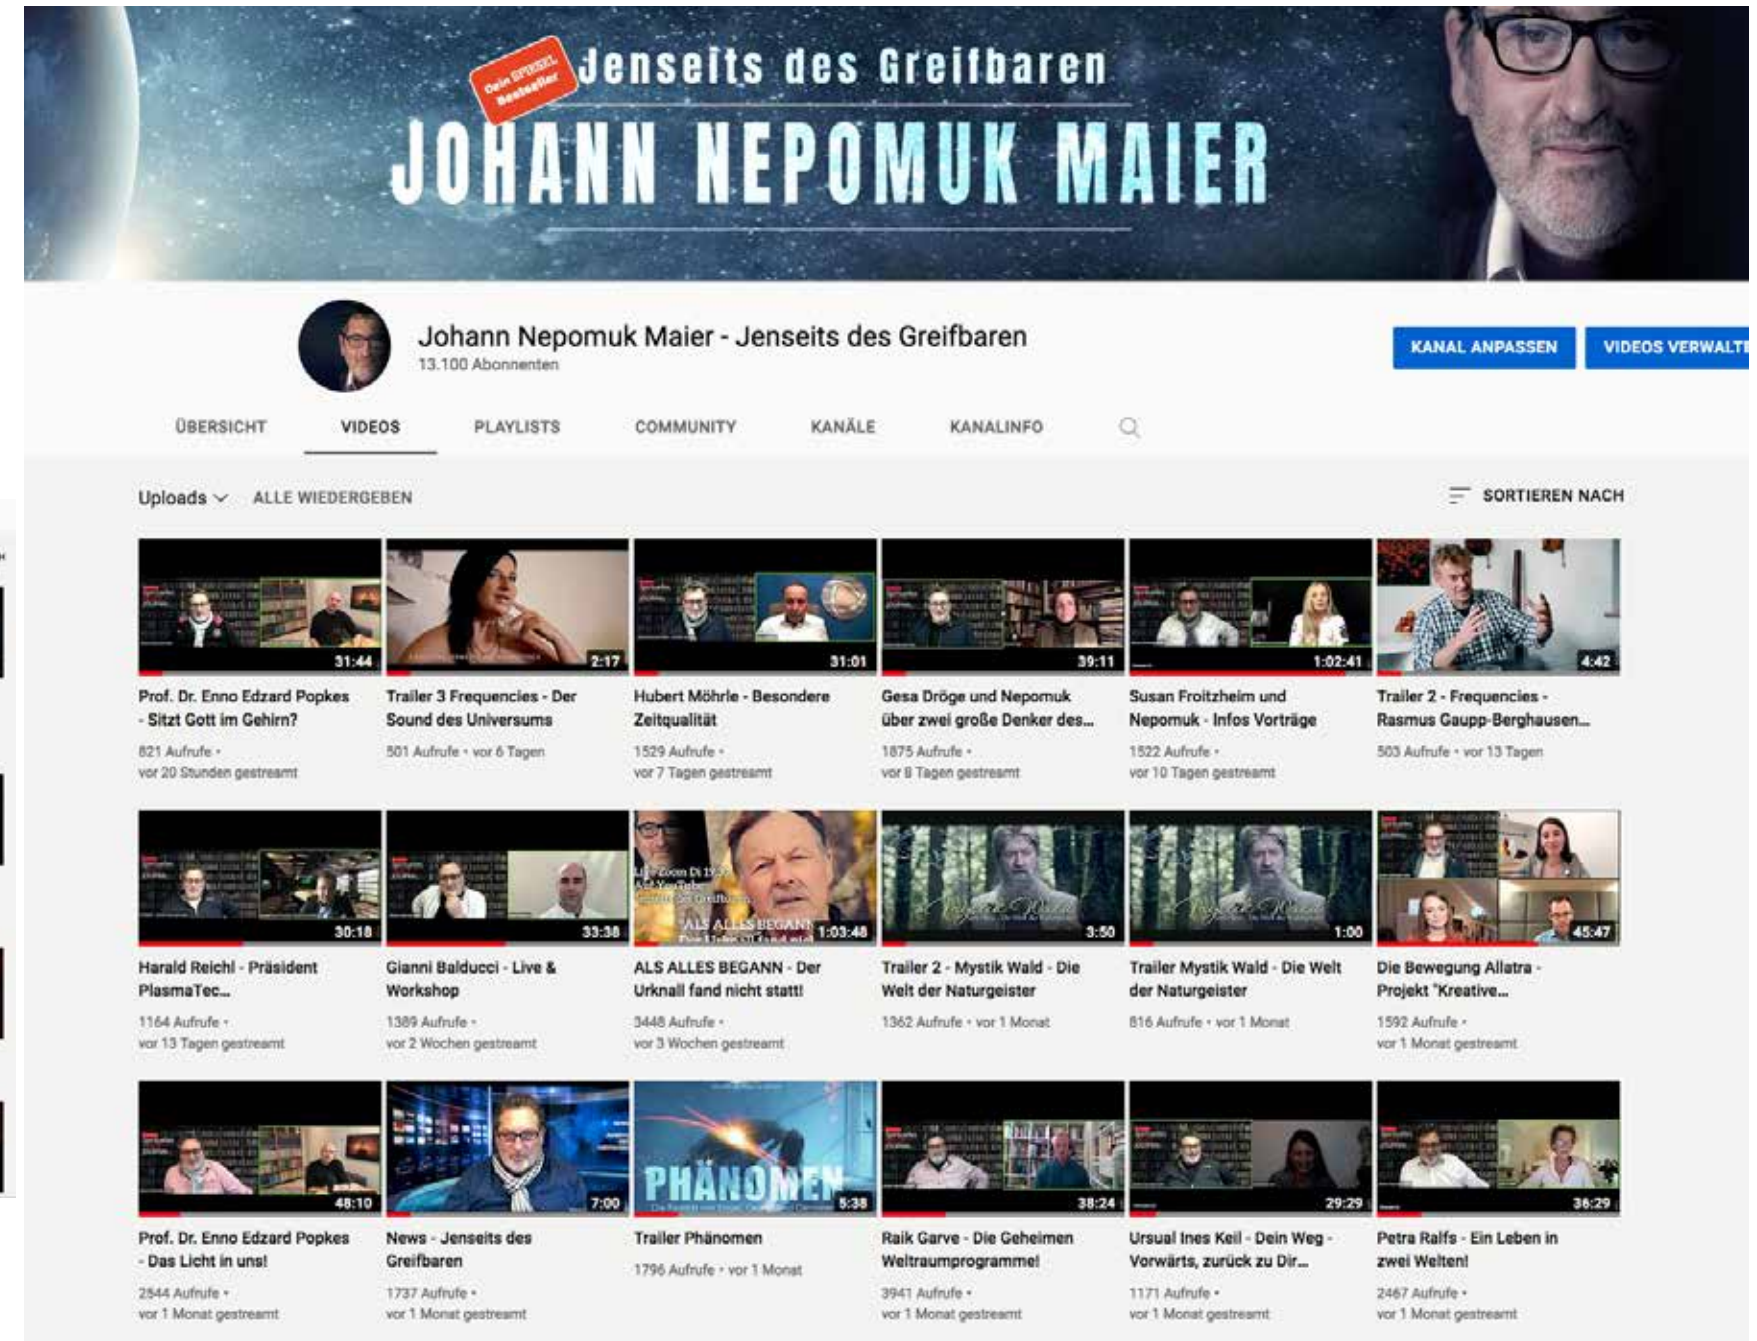 Dein SPIEGEL
Bestseller
Jenseits des Greifbaren
JOHANN NEPOMUK MAIER
Johann Nepomuk Maier - Jenseits des Greifbaren
13.100 Abonnenten
KANAL ANPASSEN
VIDEOS VERWALTE
ÜBERSICHT
VIDEOS
PLAYLISTS
COMMUNITY
KANÄLE
KANALINFO
Uploads
ALLE WIEDERGEBEN
SORTIEREN NACH
31:44
2:17
31:01
39:11
1:02:41
4:42
Prof. Dr. Enno Edzard Popkes
- Sitzt Gott im Gehirn?
821 Aufrufe •
vor 20 Stunden gestreamt
Trailer 3 Frequencies - Der
Sound des Universums
501 Aufrufe • vor 6 Tagen
Hubert Möhrle - Besondere
Zeitqualität
1529 Aufrufe •
vor 7 Tagen gestreamt
Gesa Dröge und Nepomuk
über zwei große Denker des...
1875 Aufrufe •
vor 8 Tagen gestreamt
Susan Froitzheim und
Nepomuk - Infos Vorträge
1522 Aufrufe •
vor 10 Tagen gestreamt
Trailer 2 - Frequencies -
Rasmus Gaupp-Berghausen...
503 Aufrufe • vor 13 Tagen
30:18
33:38
Live Zoom Di 19:30
Auf YouTube
ALS ALLES BEGANN
1:03:48
Mystik Wald
3:50
Mystik Wald
1:00
45:47
Harald Reichl - Präsident
PlasmaTec...
1164 Aufrufe •
vor 13 Tagen gestreamt
Gianni Balducci - Live &
Workshop
1389 Aufrufe •
vor 2 Wochen gestreamt
ALS ALLES BEGANN - Der
Urknall fand nicht statt!
3448 Aufrufe •
vor 3 Wochen gestreamt
Trailer 2 - Mystik Wald - Die
Welt der Naturgeister
1362 Aufrufe • vor 1 Monat
Trailer Mystik Wald - Die Welt
der Naturgeister
816 Aufrufe • vor 1 Monat
Die Bewegung Allatra -
Projekt "Kreative...
1592 Aufrufe •
vor 1 Monat gestreamt
48:10
7:00
PHÄNOMEN
5:38
38:24
29:29
36:29
Prof. Dr. Enno Edzard Popkes
- Das Licht in uns!
2544 Aufrufe •
vor 1 Monat gestreamt
News - Jenseits des
Greifbaren
1737 Aufrufe •
vor 1 Monat gestreamt
Trailer Phänomen
1796 Aufrufe • vor 1 Monat
Raik Garve - Die Geheimen
Weltraumprogramme!
3941 Aufrufe •
vor 1 Monat gestreamt
Ursual Ines Keil - Dein Weg -
Vorwärts, zurück zu Dir...
1171 Aufrufe •
vor 1 Monat gestreamt
Petra Ralfs - Ein Leben in
zwei Welten!
2467 Aufrufe •
vor 1 Monat gestreamt